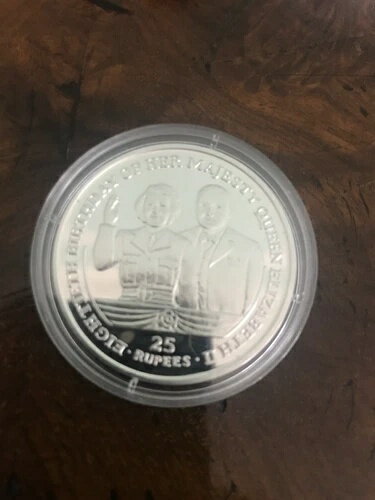 EIGHTIETH BIRTHDAY OF HER MAJESTY QUEEN ELIZABETH II
25
RUPEES